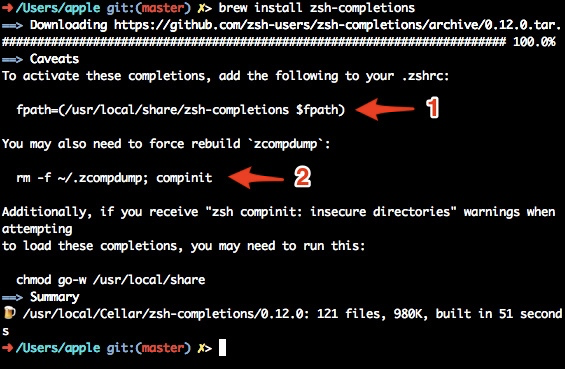 ➜ /Users/apple git:(master) ✗> brew install zsh-completions
==> Downloading https://github.com/zsh-users/zsh-completions/archive/0.12.0.tar.
######################################################################## 100.0%
==> Caveats
To activate these completions, add the following to your .zshrc:
fpath=(/usr/local/share/zsh-completions $fpath) 1
You may also need to force rebuild `zcompdump`:
rm -f ~/.zcompdump; compinit 2
Additionally, if you receive "zsh compinit: insecure directories" warnings when
attempting
to load these completions, you may need to run this:
chmod go-w /usr/local/share
==> Summary
🍺 /usr/local/Cellar/zsh-completions/0.12.0: 121 files, 980K, built in 51 second
s
➜ /Users/apple git:(master) ✗>